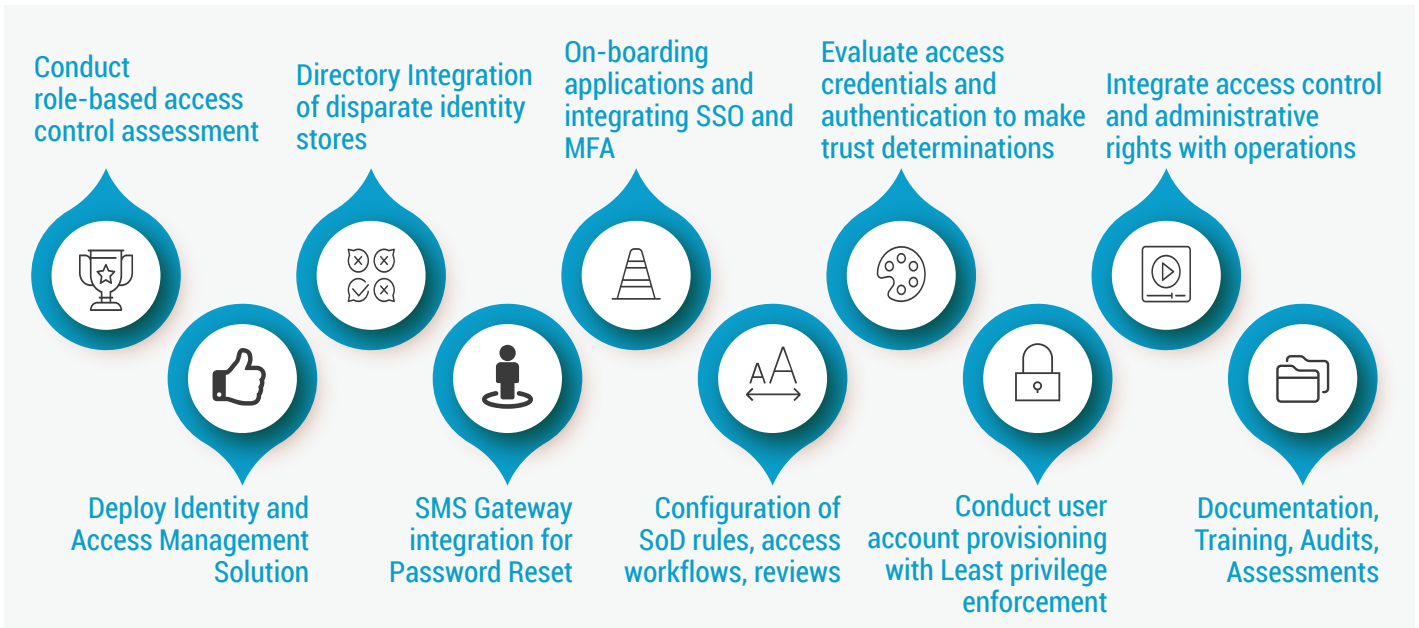 Conduct
role-based access
control assessment
Directory Integration
of disparate identity
stores
On-boarding
applications and
integrating SSO and
MFA
Evaluate access
credentials and
authentication to make
trust determinations
Integrate access control
and administrative
rights with operations
AA
Deploy Identity and
Access Management
Solution
SMS Gateway
integration for
Password Reset
Configuration of
SoD rules, access
workflows, reviews
Conduct user
account provisioning
with Least privilege
enforcement
Documentation,
Training, Audits,
Assessments